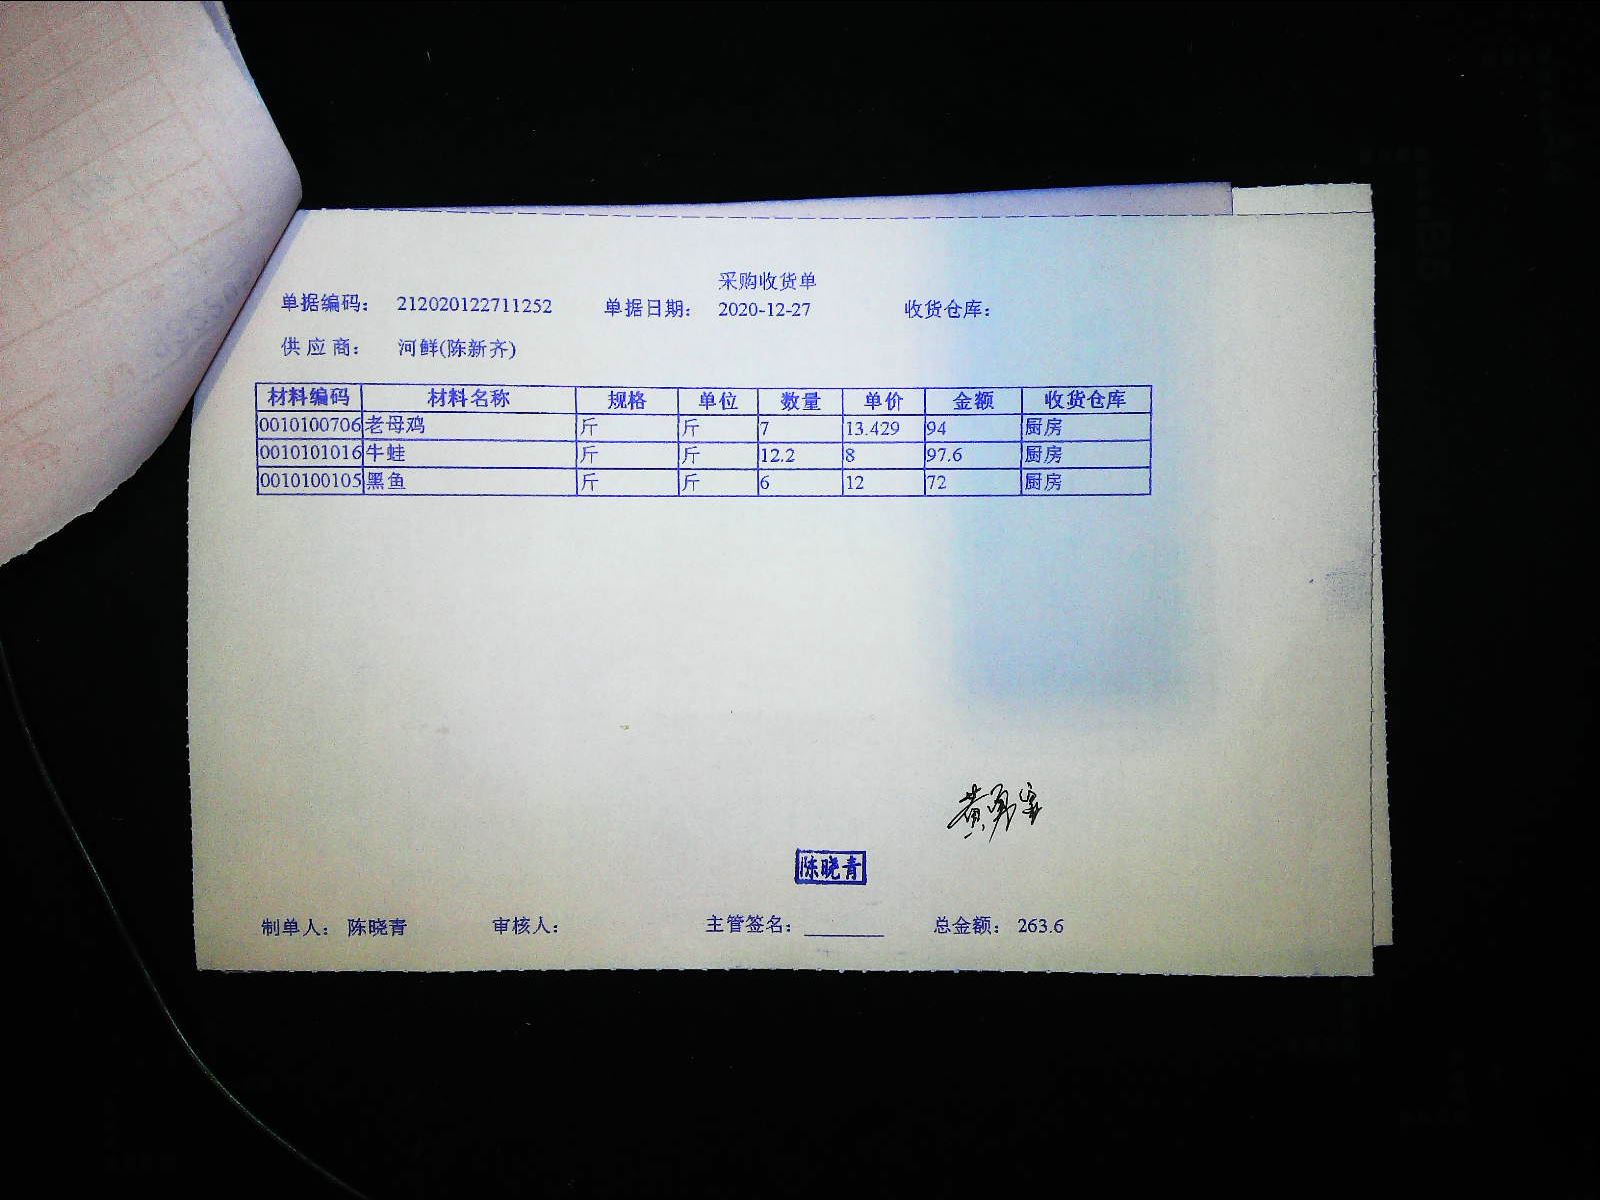 采购收货单
单据编码： 212020122711252 单据日期： 2020-12-27 收货仓库：
供 应 商： 河鲜(陈新齐)
材料编码 材料名称 规格 单位 数量 单价 金额 收货仓库
0010100706 老母鸡 斤 斤 7 13.429 94 厨房
0010101016 牛蛙 斤 斤 12.2 8 97.6 厨房
0010100105 黑鱼 斤 斤 6 12 72 厨房
陈晓青
制单人： 陈晓青 审核人： 主管签名： 总金额： 263.6